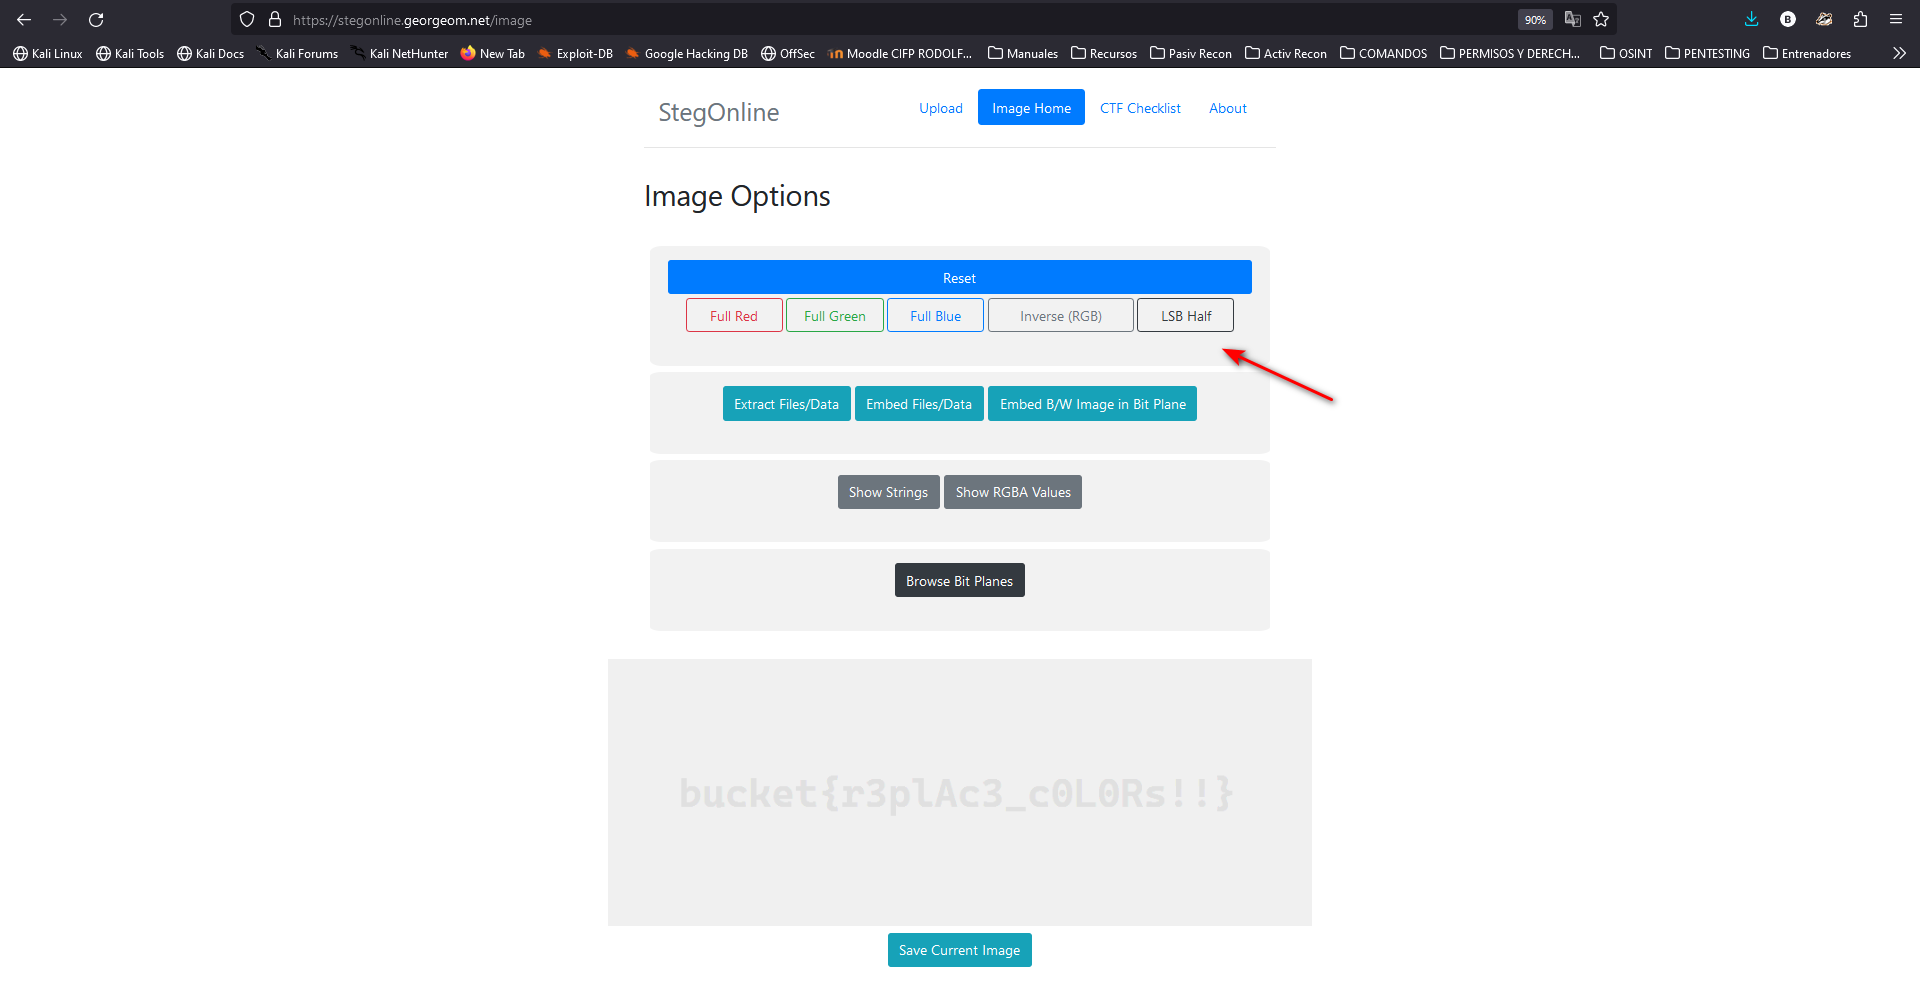 https://stegonline.georgeom.net/image
90%
Kali Linux Kali Tools Kali Docs Kali Forums Kali NetHunter New Tab Exploit-DB Google Hacking DB OffSec Moodle CIFP RODOLF... Manuales Recursos Pasiv Recon Activ Recon COMANDOS PERMISOS Y DERECH... OSINT PENTESTING Entrenadores
StegOnline Upload Image Home CTF Checklist About
Image Options
Reset
Full Red Full Green Full Blue Inverse (RGB) LSB Half
Extract Files/Data Embed Files/Data Embed B/W Image in Bit Plane
Show Strings Show RGBA Values
Browse Bit Planes
bucket{r3plAc3_c0L0Rs!!}
Save Current Image